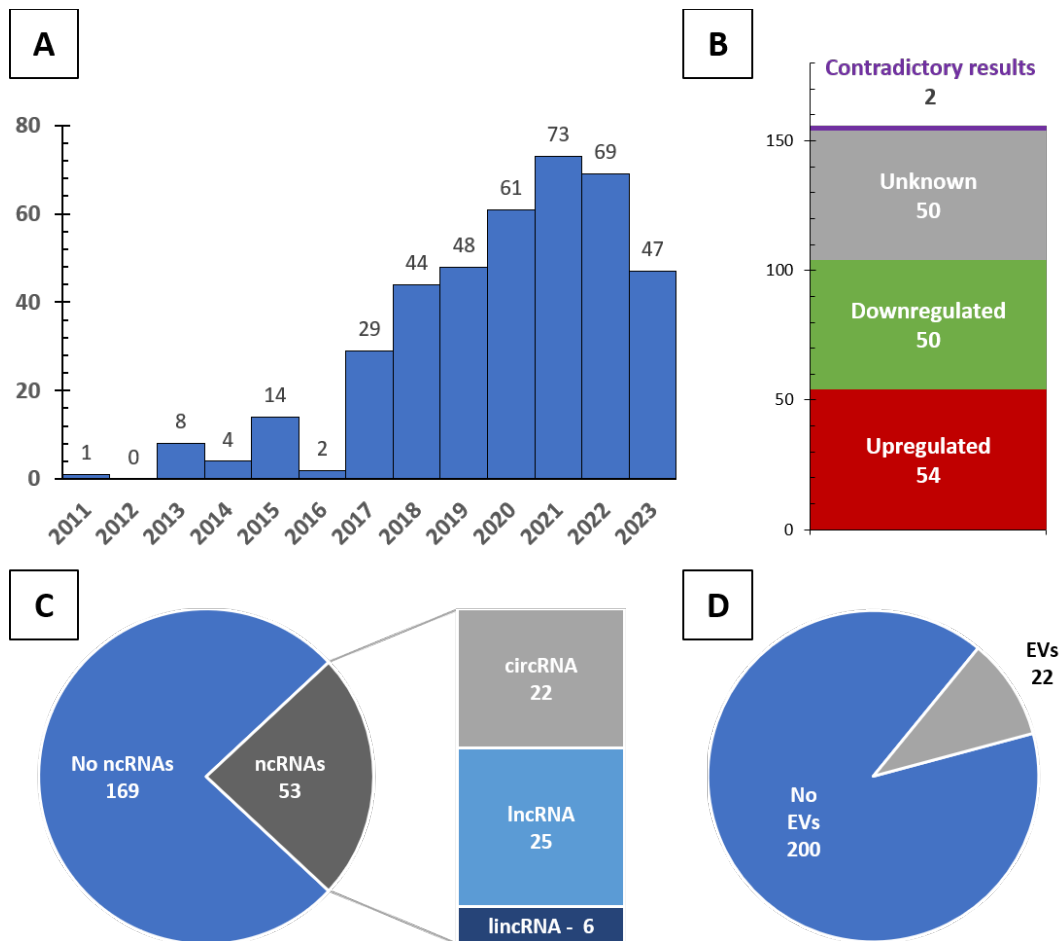 A
80
60
40
20
0
1
0
8
4
14
2
29
44
48
61
73
69
47
2011
2012
2013
2014
2015
2016
2017
2018
2019
2020
2021
2022
2023
B
Contradictory results
2
150
100
50
0
Unknown
50
Downregulated
50
Upregulated
54
C
No ncRNAs
169
ncRNAs
53
circRNA
22
lncRNA
25
lincRNA - 6
D
EVs
22
No
EVs
200